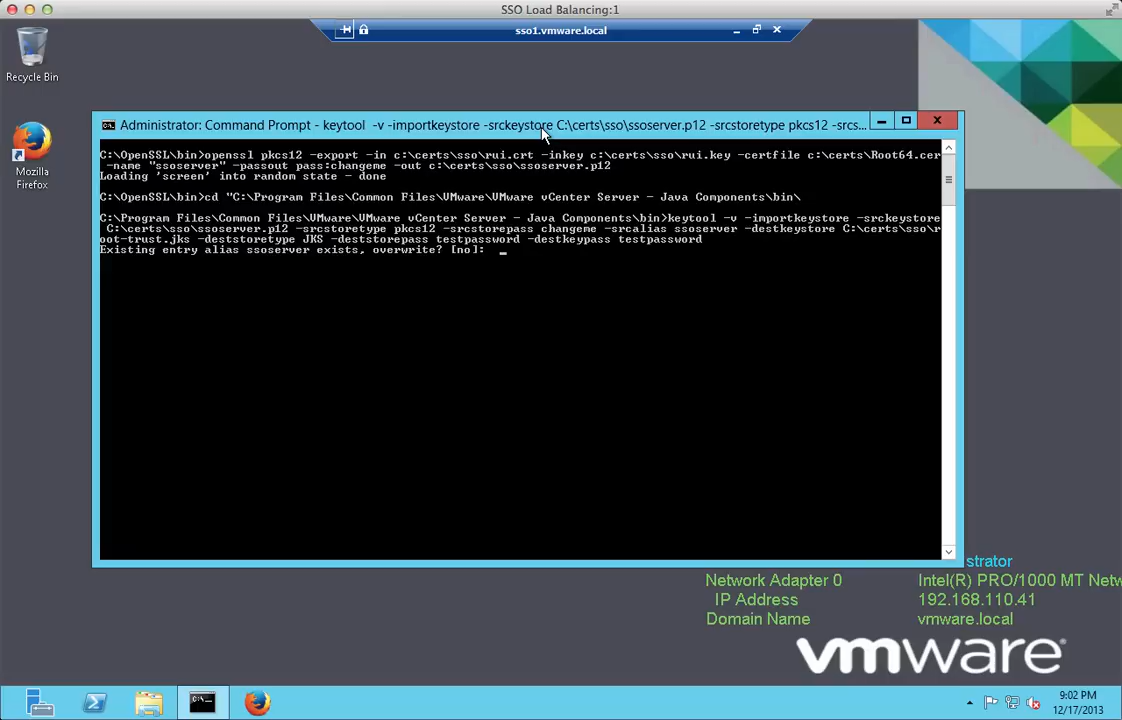 SSO Load Balancing:1
sso1.vmware.local
Recycle Bin
Mozilla
Firefox
Administrator: Command Prompt - keytool  -v -importkeystore -srckeystore C:\certs\sso\ssoserver.p12 -srcstoretype pkcs12 -srcs...
C:\OpenSSL\bin>openssl pkcs12 -export -in c:\certs\sso\rui.crt -inkey c:\certs\sso\rui.key -certfile c:\certs\Root64.cer
-name "ssoserver" -passout pass:changeme -out c:\certs\sso\ssoserver.p12
Loading 'screen' into random state - done
C:\OpenSSL\bin>cd "C:\Program Files\Common Files\VMware\VMware vCenter Server - Java Components\bin\
C:\Program Files\Common Files\VMware\VMware vCenter Server - Java Components\bin>keytool -v -importkeystore -srckeystore
C:\certs\sso\ssoserver.p12 -srcstoretype pkcs12 -srcstorepass changeme -srcalias ssoserver -destkeystore C:\certs\sso\r
oot-trust.jks -deststoretype JKS -deststorepass testpassword -destkeypass testpassword
Existing entry alias ssoserver exists, overwrite? [no]:  _
strator
Network Adapter 0 Intel(R) PRO/1000 MT Netw
IP Address 192.168.110.41
Domain Name vmware.local
vmware®
9:02 PM
12/17/2013